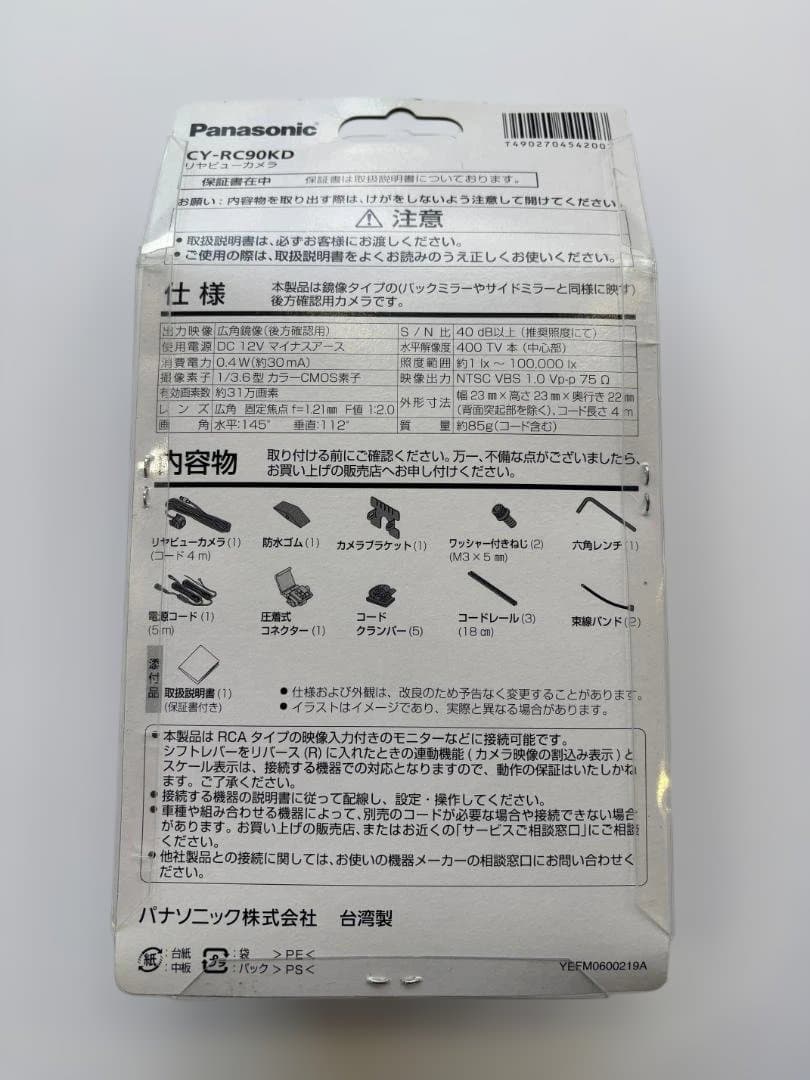 Panasonic
T490270454200
CY-RC90KD
リヤビューカメラ
保証書在中 保証書は取扱説明書についております。
お願い:内容物を取り出す際は、けがをしないよう注意して開けてください。
注意
• 取扱説明書は、必ずお客様にお渡しください。
• ご使用の際は、取扱説明書をよくお読みのうえ正しくお使いください。
仕様 本製品は鏡像タイプの(バックミラーやサイドミラーと同様に映す)
後方確認用カメラです。
出力映像 広角鏡像(後方確認用)
使用電源 DC 12V マイナスアース
消費電力 0.4W(約30mA)
撮像素子 1/3.6型 カラーCMOS素子
有効画素数 約31万画素
レンズ 広角 固定焦点 f=1.21㎜ F値 1:2.0
画角 水平:145° 垂直:112°
S/N比 40 dB以上(推奨照度にて)
水平解像度 400 TV 本(中心部)
照度範囲 約1 lx ~ 100,000 lx
映像出力 NTSC VBS 1.0 Vp-p 75 Ω
外形寸法 幅 23 ㎜×高さ 23 ㎜×奥行き 22 ㎜
(背面突起部を除く)、コード長さ 4 m
質量 約85g(コード含む)
内容物 取り付ける前にご確認ください。万一、不備な点がございましたら、
お買い上げの販売店へお申し付けください。
リヤビューカメラ(1)
(コード 4 m)
防水ゴム(1)
カメラブラケット(1)
ワッシャー付きねじ(2)
(M3×5 ㎜)
六角レンチ(1)
電源コード(1)
(5 m)
圧着式
コネクター(1)
コード
クランパー(5)
コードレール(3)
(18 ㎝)
束線バンド(2)
添付品
取扱説明書(1)
(保証書付き)
● 仕様および外観は、改良のため予告なく変更することがあります。
● イラストはイメージであり、実際と異なる場合があります。
● 本製品は RCA タイプの映像入力付きのモニターなどに接続可能です。
シフトレバーをリバース(R)に入れたときの連動機能(カメラ映像の割込み表示)と
スケール表示は、接続する機器での対応となりますので、動作の保証はいたしかね
ます。ご了承ください。
● 接続する機器の説明書に従って配線し、設定・操作してください。
● 車種や組み合わせる機器によって、別売のコードが必要な場合や接続できない場合
があります。お買い上げの販売店、またはお近くの「サービスご相談窓口」にご相談
ください。
● 他社製品との接続に関しては、お使いの機器メーカーの相談窓口にお問い合わせく
ださい。
パナソニック株式会社 台湾製
紙 :台紙
:中板
プラ :袋 >PE<
:パック >PS<
YEFM0600219A